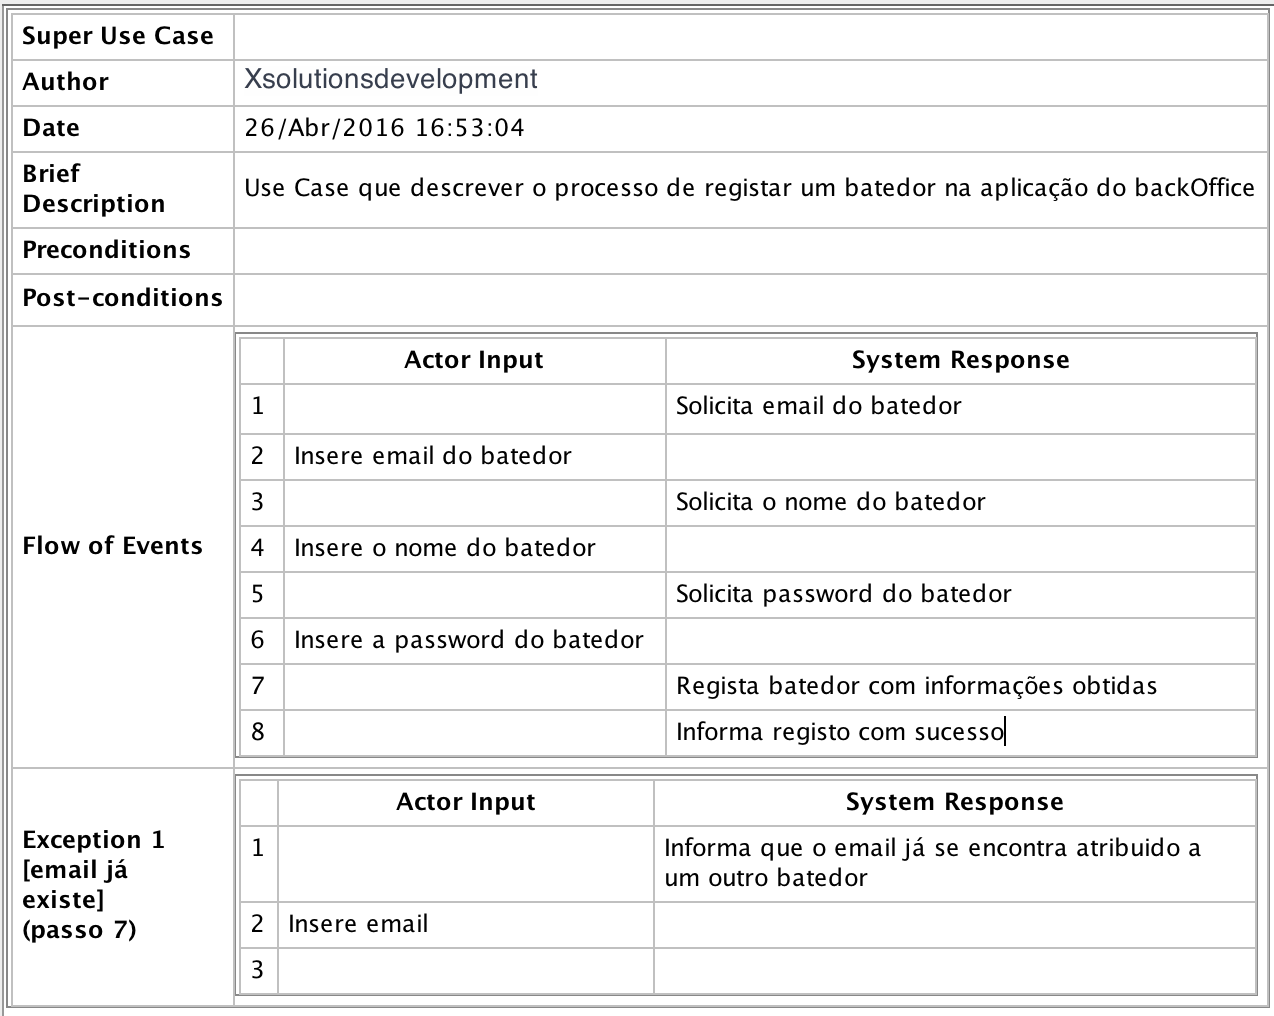 Super Use Case
Author Xsolutionsdevelopment
Date 26/Abr/2016 16:53:04
Brief
Description
Use Case que descrever o processo de registar um batedor na aplicação do backOffice
Preconditions
Post-conditions
Flow of Events
Actor Input System Response
1 Solicita email do batedor
2 Insere email do batedor
3 Solicita o nome do batedor
4 Insere o nome do batedor
5 Solicita password do batedor
6 Insere a password do batedor
7 Regista batedor com informações obtidas
8 Informa registo com sucesso
Exception 1
[email já
existe]
(passo 7)
Actor Input System Response
1 Informa que o email já se encontra atribuido a
um outro batedor
2 Insere email
3